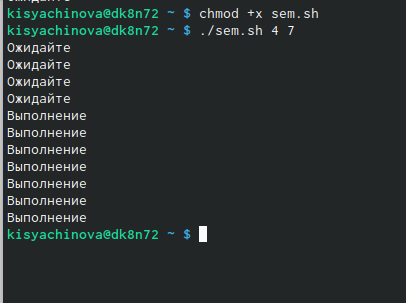 Ожидайте
kisyachinova@dk8n72 ~ $ chmod +x sem.sh
kisyachinova@dk8n72 ~ $ ./sem.sh 4 7
Ожидайте
Ожидайте
Ожидайте
Ожидайте
Выполнение
Выполнение
Выполнение
Выполнение
Выполнение
Выполнение
Выполнение
kisyachinova@dk8n72 ~ $